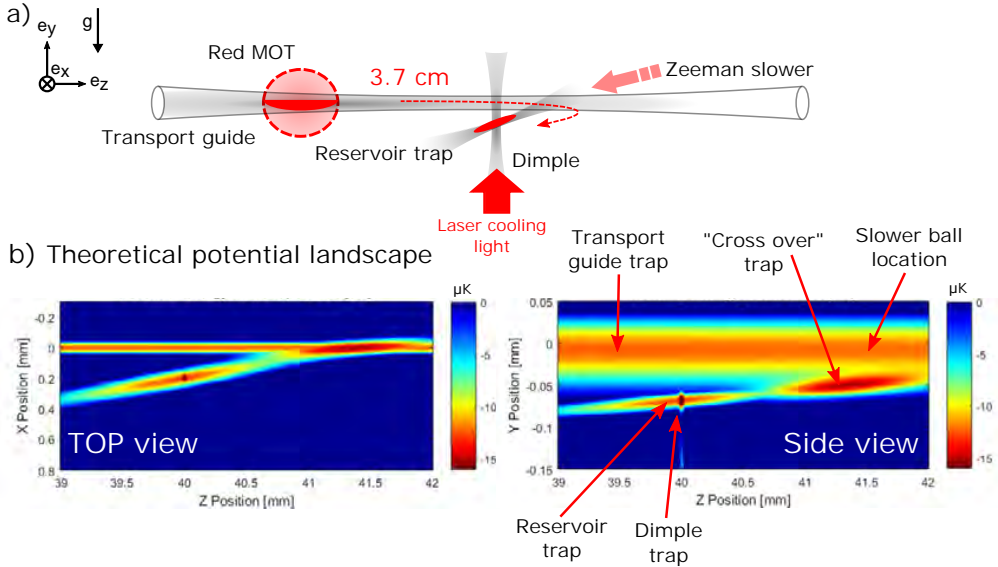 a)
e_y
g
e_x
e_z
Red MOT
3.7 cm
Zeeman slower
Transport guide
Reservoir trap
Dimple
Laser cooling
light
b) Theoretical potential landscape
Transport
guide trap
"Cross over"
trap
Slower ball
location
μK
0
-5
-10
-15
-0.2
0
0.2
0.4
0.6
0.8
X Position [mm]
TOP view
39
39.5
40
40.5
41
41.5
42
Z Position [mm]
μK
0
-5
-10
-15
0.05
0
-0.05
-0.1
-0.15
Y Position [mm]
Side view
39
39.5
40
40.5
41
41.5
42
Z Position [mm]
Reservoir
trap
Dimple
trap